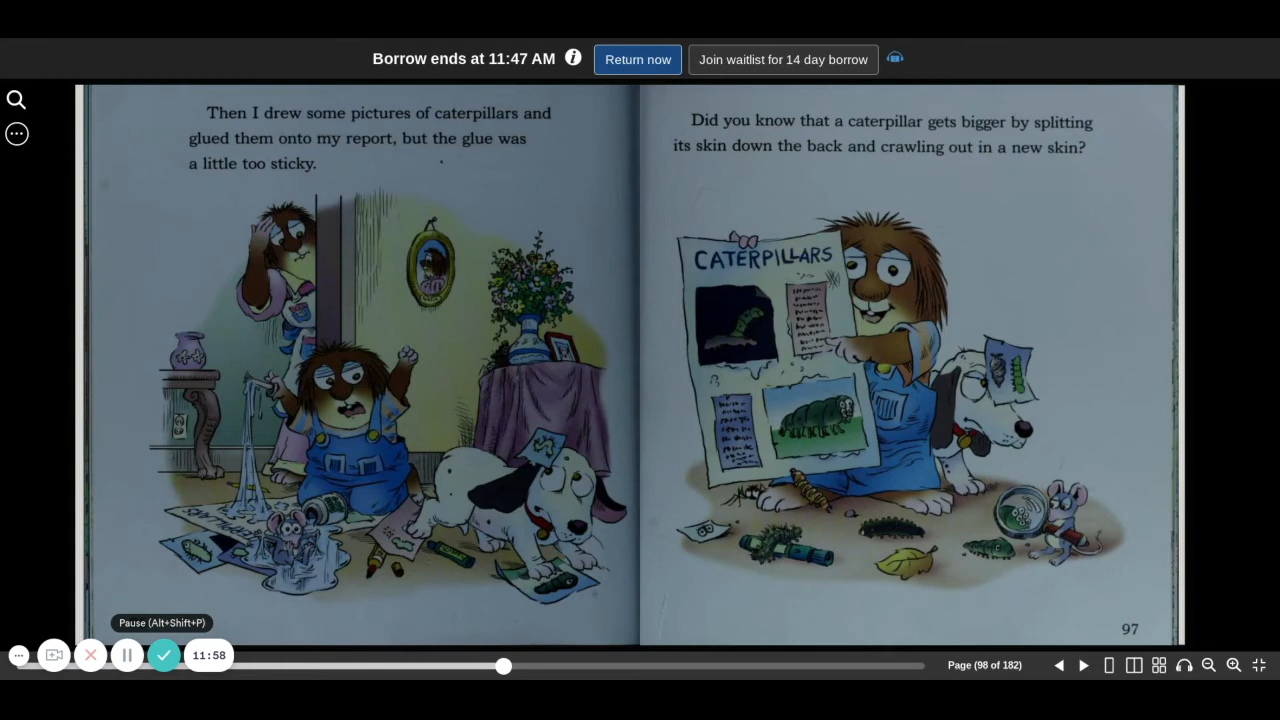 Borrow ends at 11:47 AM
Return now
Join waitlist for 14 day borrow
Then I drew some pictures of caterpillars and
glued them onto my report, but the glue was
a little too sticky.
Did you know that a caterpillar gets bigger by splitting
its skin down the back and crawling out in a new skin?
CATERPILLARS
97
Pause (Alt+Shift+P)
11:58
Page (98 of 182)